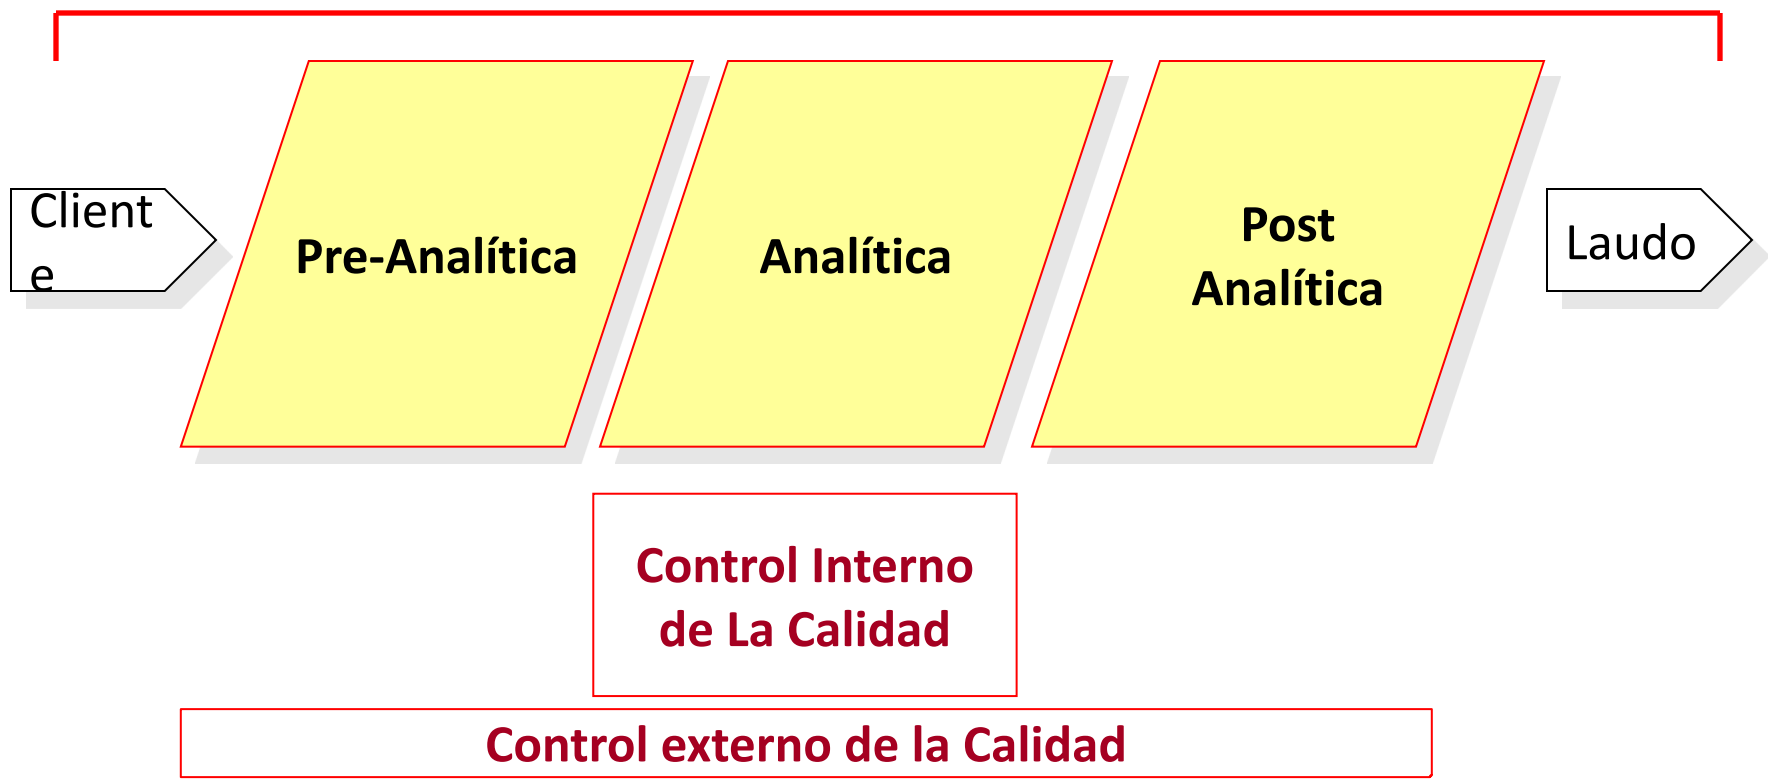 Client
e
Pre-Analítica
Analítica
Post
Analítica
Laudo
Control Interno
de La Calidad
Control externo de la Calidad